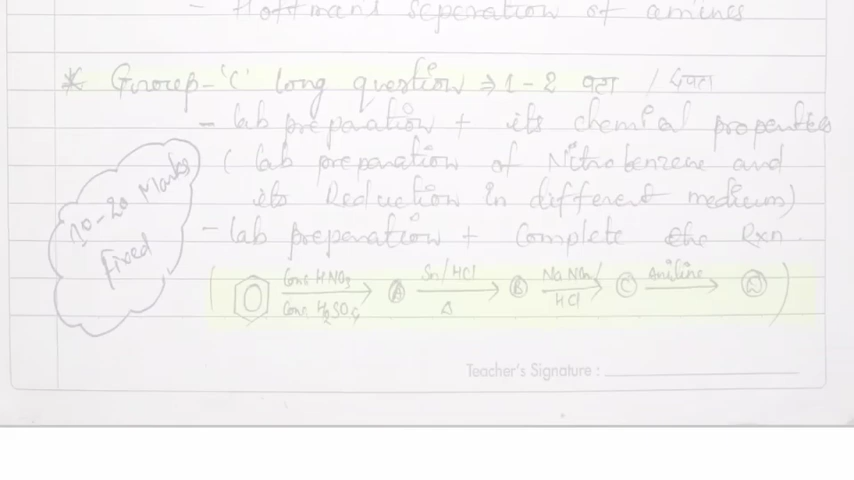 - Hoffman's seperation of amines
* Group-'C' long question ⇒ 1-2 वटा /
- lab preparation + its chemical properties
( lab preparation of Nitrobenzene and
its Reduction in different medium)
10-20 Marks
Fixed
- lab preparation + Complete the Rxn.
( Conc HNO3 / Conc H2SO4 → A Sn/HCl / Δ → B NaNO2/ HCl → C Aniline → D )
Teacher's Signature :